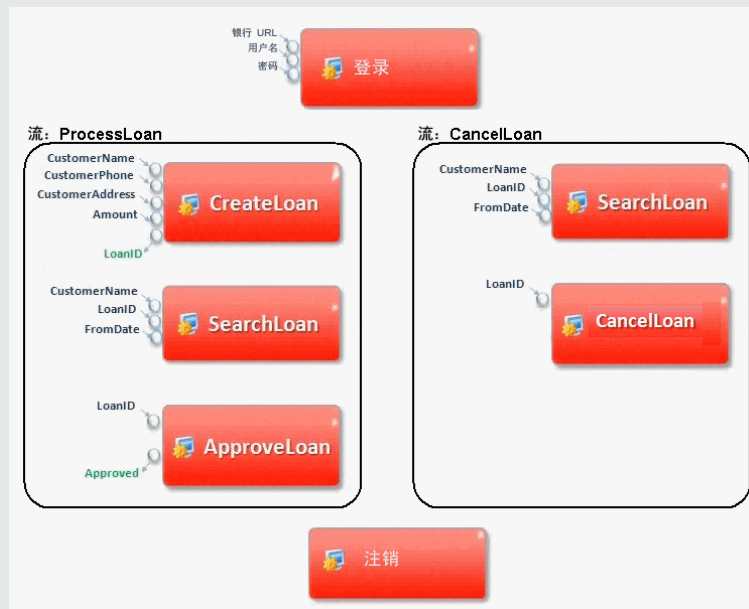 银行 URL
用户名
密码
登录
流：ProcessLoan
CustomerName
CustomerPhone
CustomerAddress
Amount
LoanID
CreateLoan
CustomerName
LoanID
FromDate
SearchLoan
LoanID
Approved
ApproveLoan
流：CancelLoan
CustomerName
LoanID
FromDate
SearchLoan
LoanID
CancelLoan
注销